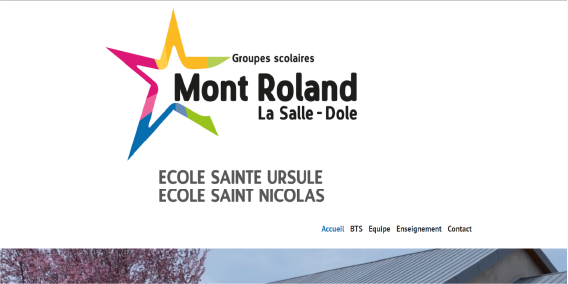 Groupes scolaires
Mont Roland
La Salle - Dole
ECOLE SAINTE URSULE
ECOLE SAINT NICOLAS
Accueil BTS Equipe Enseignement Contact